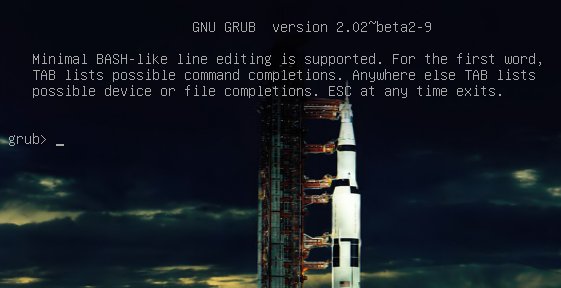 GNU GRUB  version 2.02~beta2-9
Minimal BASH-like line editing is supported. For the first word,
TAB lists possible command completions. Anywhere else TAB lists
possible device or file completions. ESC at any time exits.
grub> _